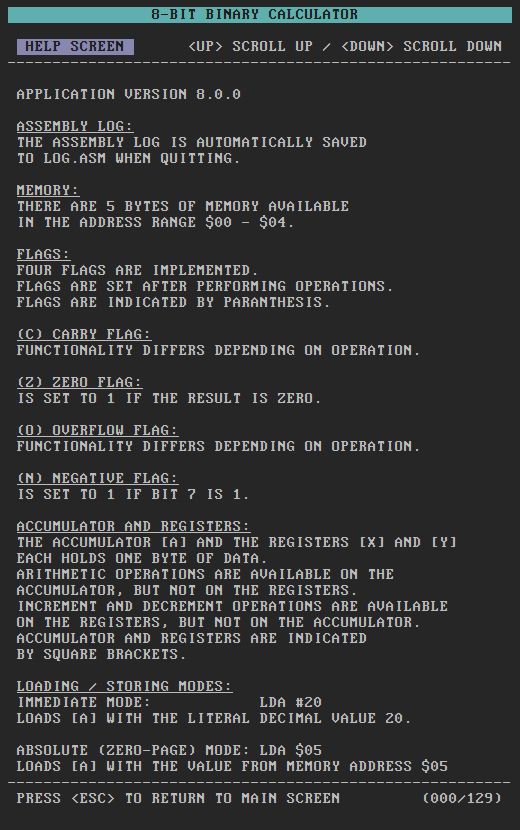 8-BIT BINARY CALCULATOR
HELP SCREEN <UP> SCROLL UP / <DOWN> SCROLL DOWN
APPLICATION VERSION 8.0.0
ASSEMBLY LOG:
THE ASSEMBLY LOG IS AUTOMATICALLY SAVED
TO LOG.ASM WHEN QUITTING.
MEMORY:
THERE ARE 5 BYTES OF MEMORY AVAILABLE
IN THE ADDRESS RANGE $00 - $04.
FLAGS:
FOUR FLAGS ARE IMPLEMENTED.
FLAGS ARE SET AFTER PERFORMING OPERATIONS.
FLAGS ARE INDICATED BY PARANTHESIS.
(C) CARRY FLAG:
FUNCTIONALITY DIFFERS DEPENDING ON OPERATION.
(Z) ZERO FLAG:
IS SET TO 1 IF THE RESULT IS ZERO.
(O) OVERFLOW FLAG:
FUNCTIONALITY DIFFERS DEPENDING ON OPERATION.
(N) NEGATIVE FLAG:
IS SET TO 1 IF BIT 7 IS 1.
ACCUMULATOR AND REGISTERS:
THE ACCUMULATOR [A] AND THE REGISTERS [X] AND [Y]
EACH HOLDS ONE BYTE OF DATA.
ARITHMETIC OPERATIONS ARE AVAILABLE ON THE
ACCUMULATOR, BUT NOT ON THE REGISTERS.
INCREMENT AND DECREMENT OPERATIONS ARE AVAILABLE
ON THE REGISTERS, BUT NOT ON THE ACCUMULATOR.
ACCUMULATOR AND REGISTERS ARE INDICATED
BY SQUARE BRACKETS.
LOADING / STORING MODES:
IMMEDIATE MODE: LDA #20
LOADS [A] WITH THE LITERAL DECIMAL VALUE 20.
ABSOLUTE (ZERO-PAGE) MODE: LDA $05
LOADS [A] WITH THE VALUE FROM MEMORY ADDRESS $05
PRESS <ESC> TO RETURN TO MAIN SCREEN (000/129)